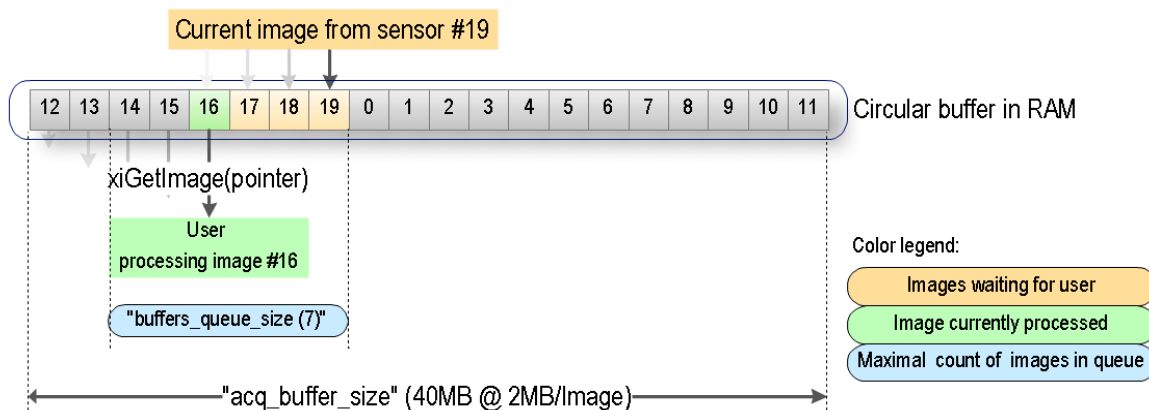 Current image from sensor #19
12 13 14 15 16 17 18 19 0 1 2 3 4 5 6 7 8 9 10 11
Circular buffer in RAM
xiGetImage(pointer)
User
processing image #16
Color legend:
Images waiting for user
"buffers_queue_size (7)"
Image currently processed
Maximal count of images in queue
"acq_buffer_size" (40MB @ 2MB/Image)